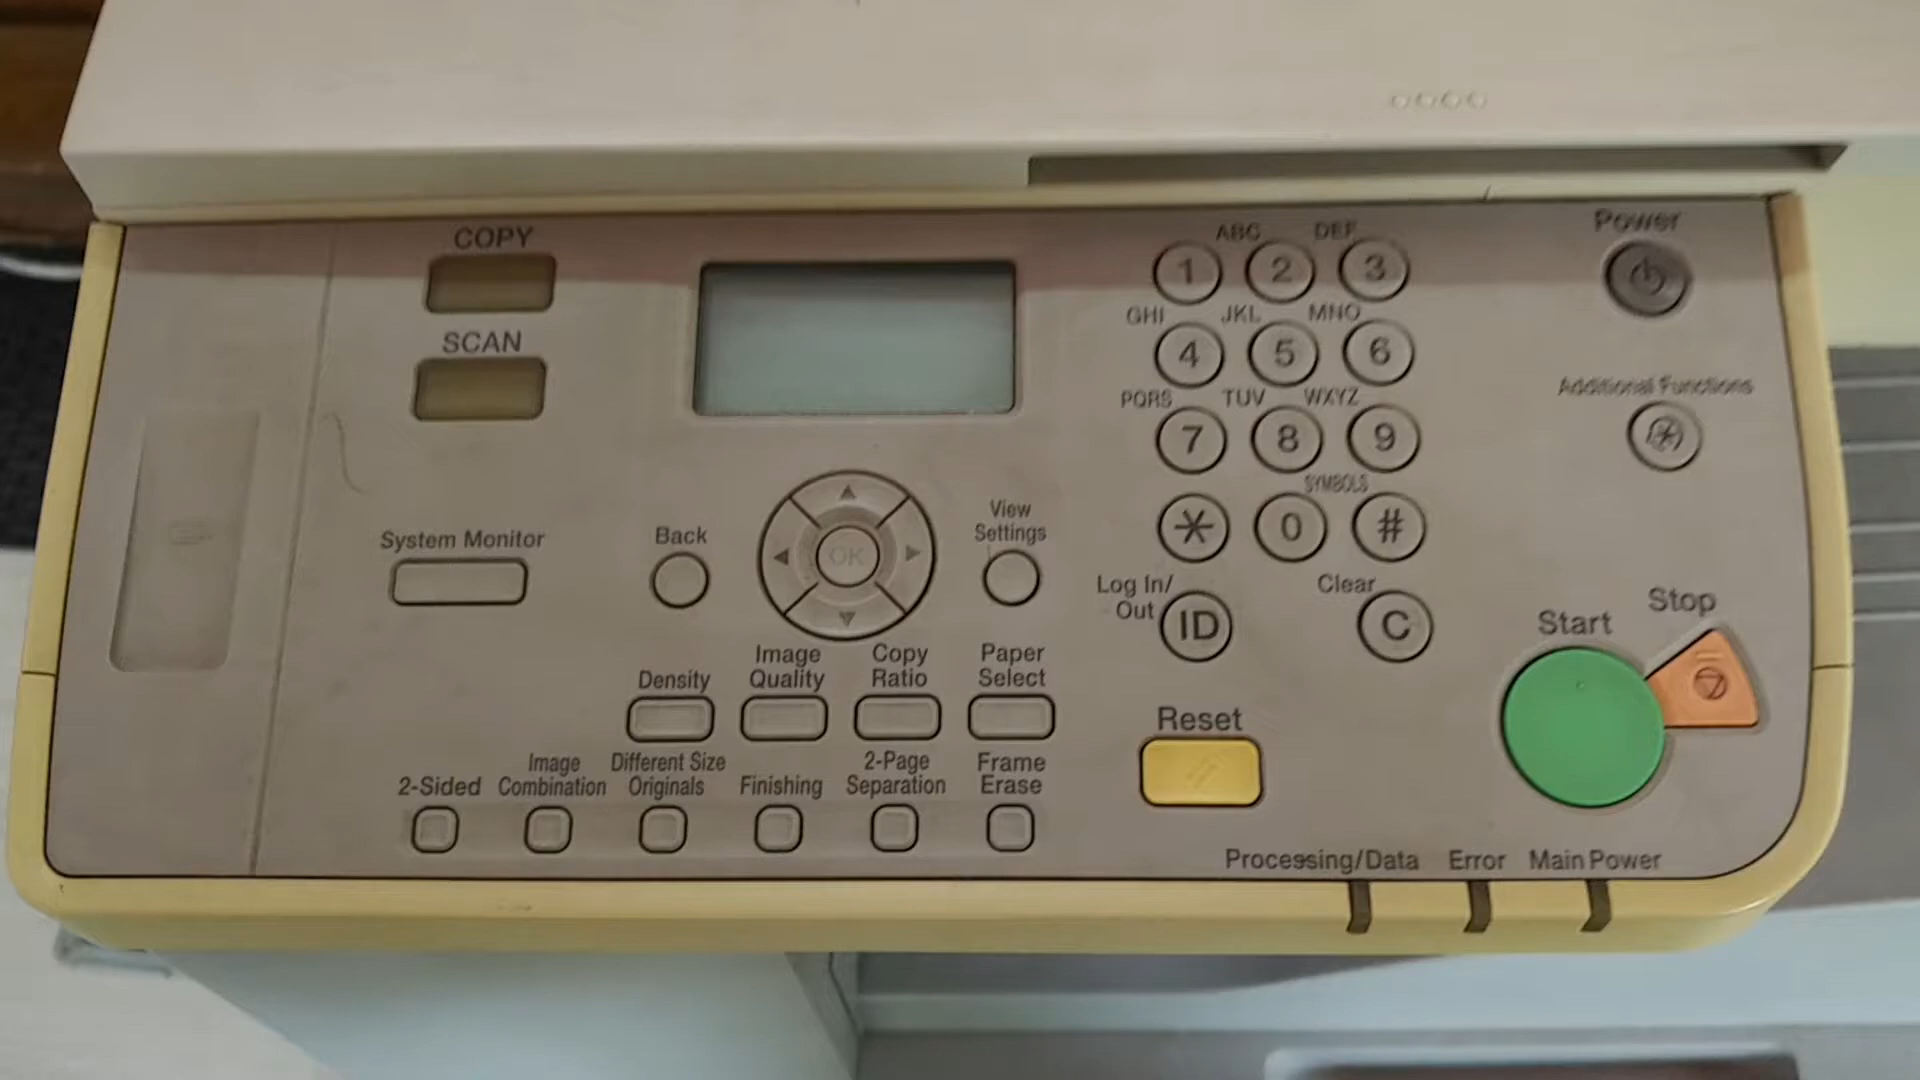 COPY
SCAN
System Monitor
Back
OK
View
Settings
Density
Image
Quality
Copy
Ratio
Paper
Select
2-Sided
Image
Combination
Different Size
Originals
Finishing
2-Page
Separation
Frame
Erase
ABC DEF
1 2 3
GHI JKL MNO
4 5 6
PQRS TUV WXYZ
7 8 9
SYMBOLS
* 0 #
Log In/
Out
ID
Clear
C
Reset
Power
Additional Functions
Start
Stop
Processing/Data Error Main Power